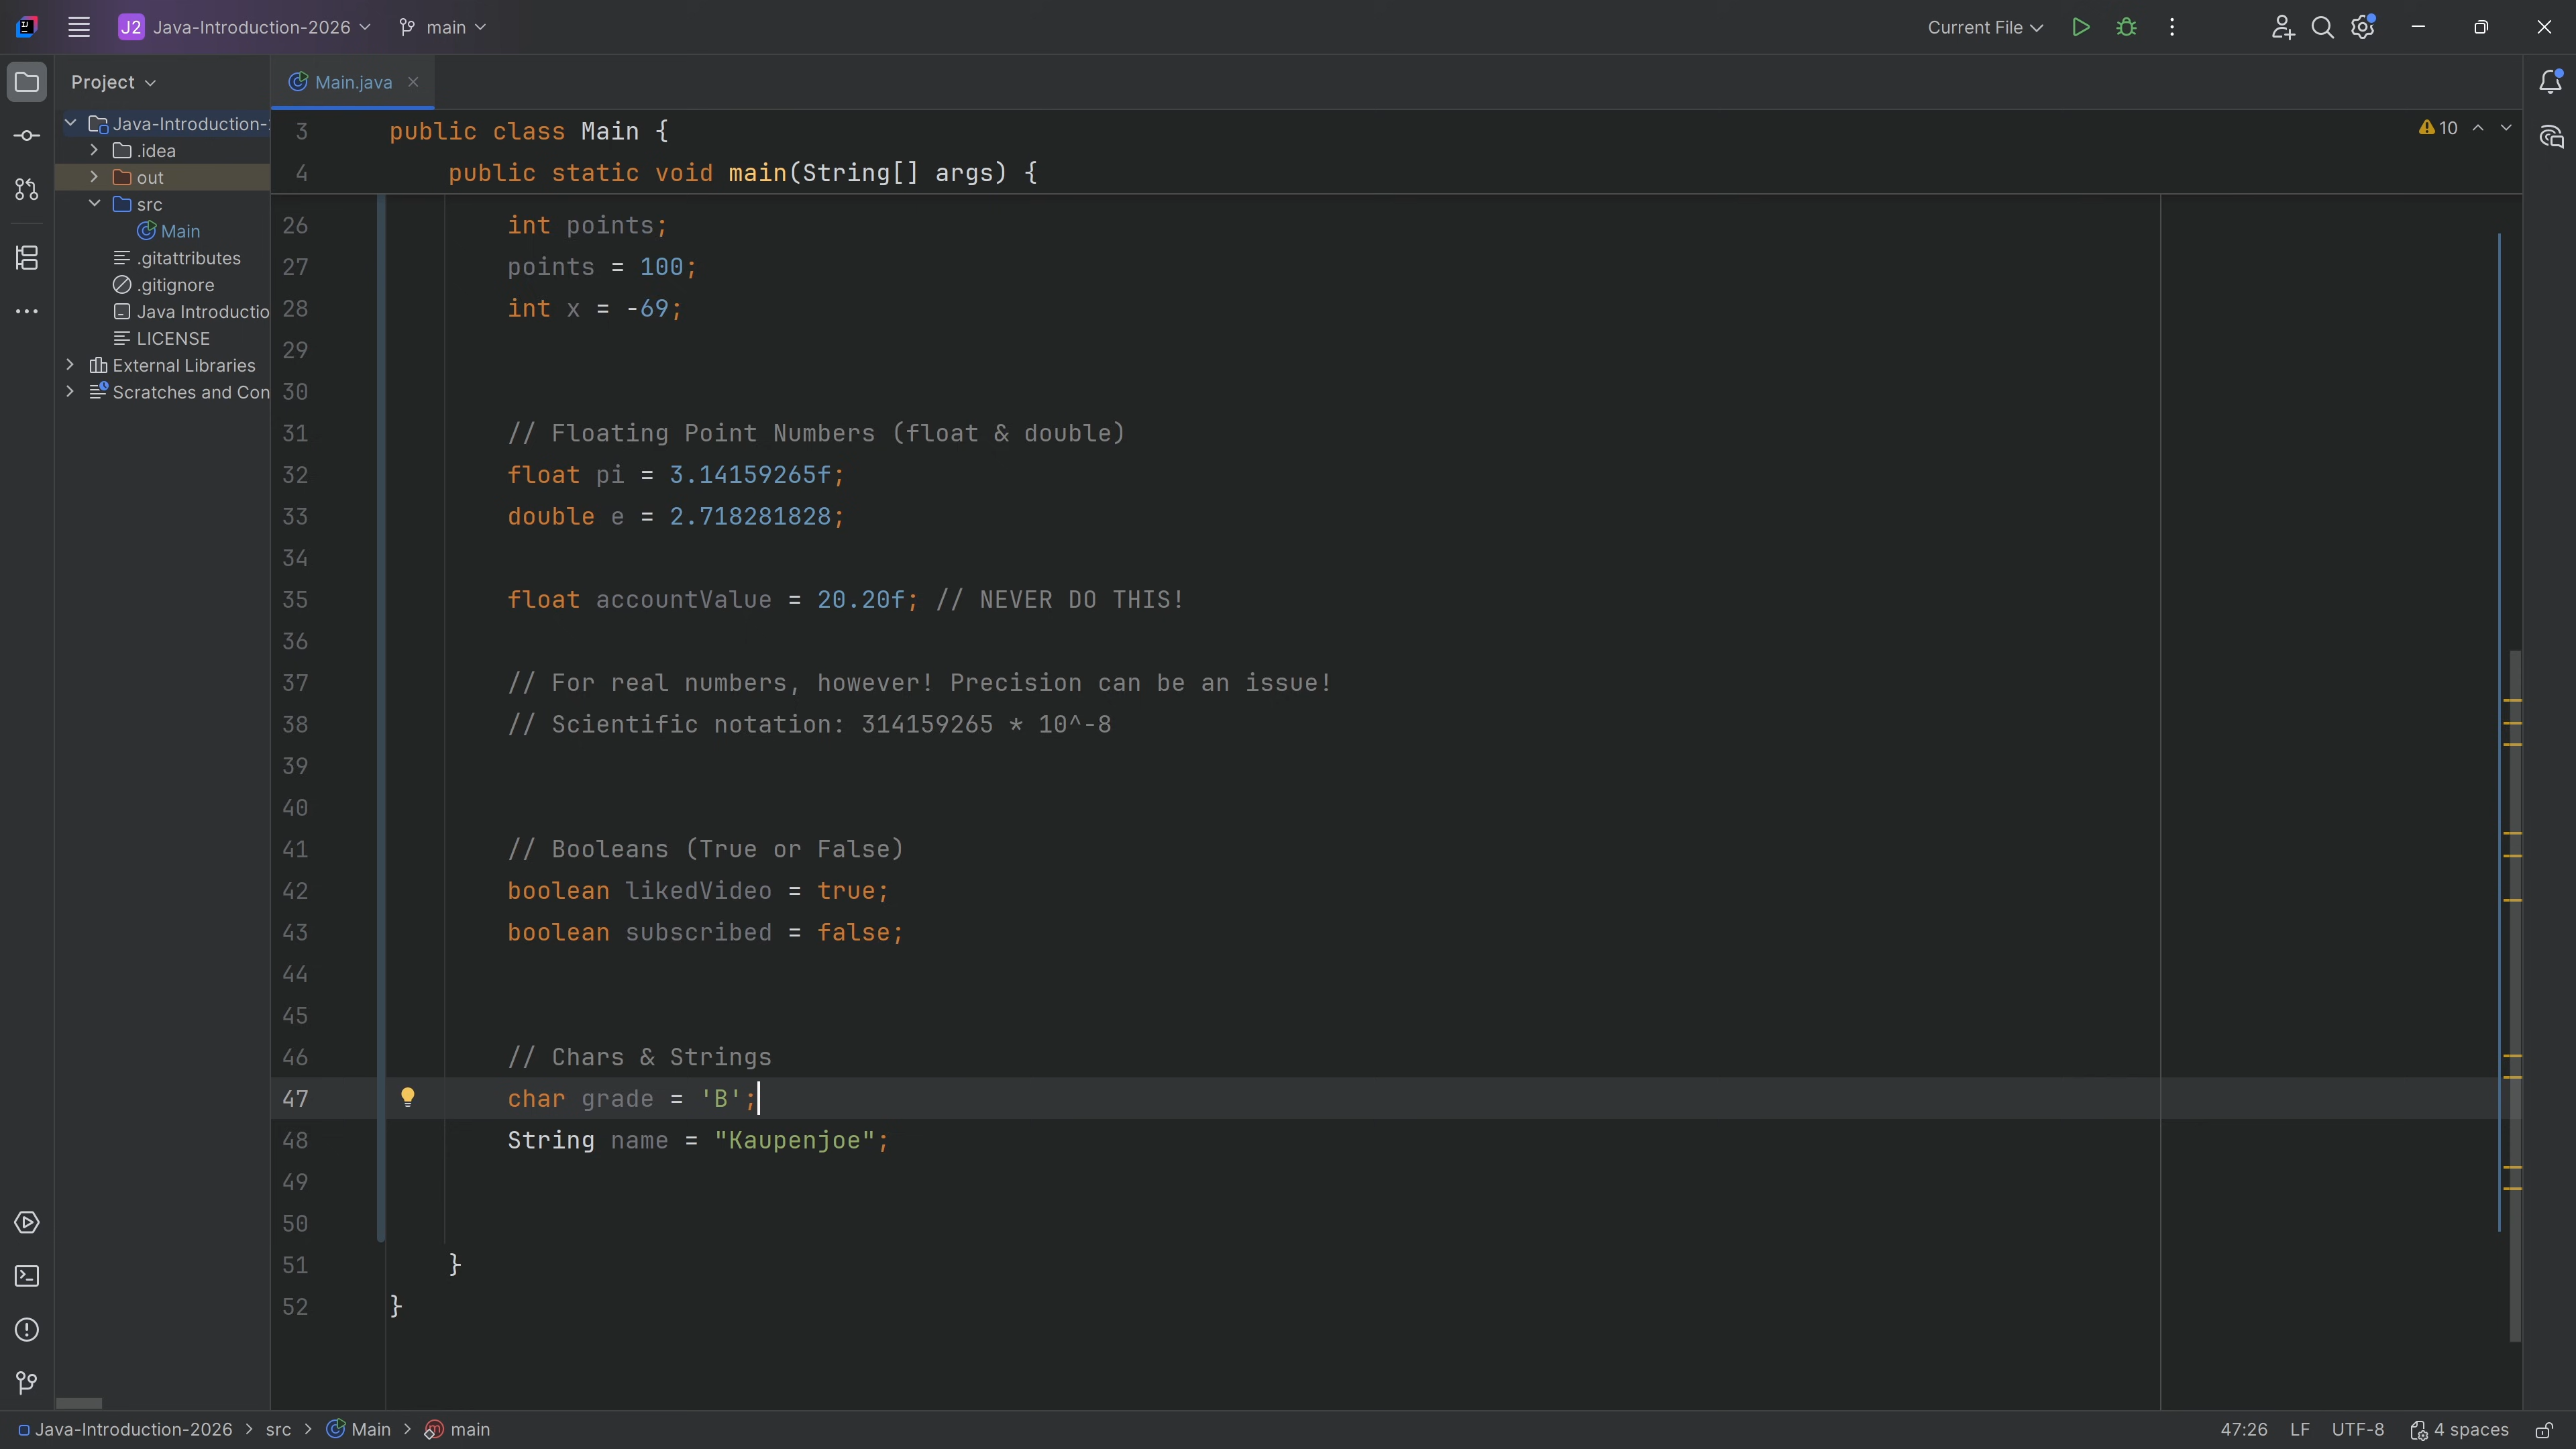 J2 Java-Introduction-2026 main Current File
Project
Main.java ×
Java-Introduction-2
.idea
out
src
Main
.gitattributes
.gitignore
Java Introductio
LICENSE
External Libraries
Scratches and Con
10
3 public class Main {
4 public static void main(String[] args) {
26 int points;
27 points = 100;
28 int x = -69;
29
30
31 // Floating Point Numbers (float & double)
32 float pi = 3.14159265f;
33 double e = 2.718281828;
34
35 float accountValue = 20.20f; // NEVER DO THIS!
36
37 // For real numbers, however! Precision can be an issue!
38 // Scientific notation: 314159265 * 10^-8
39
40
41 // Booleans (True or False)
42 boolean likedVideo = true;
43 boolean subscribed = false;
44
45
46 // Chars & Strings
47 char grade = 'B';
48 String name = "Kaupenjoe";
49
50
51 }
52 }
Java-Introduction-2026 > src > Main > main 47:26 LF UTF-8 4 spaces